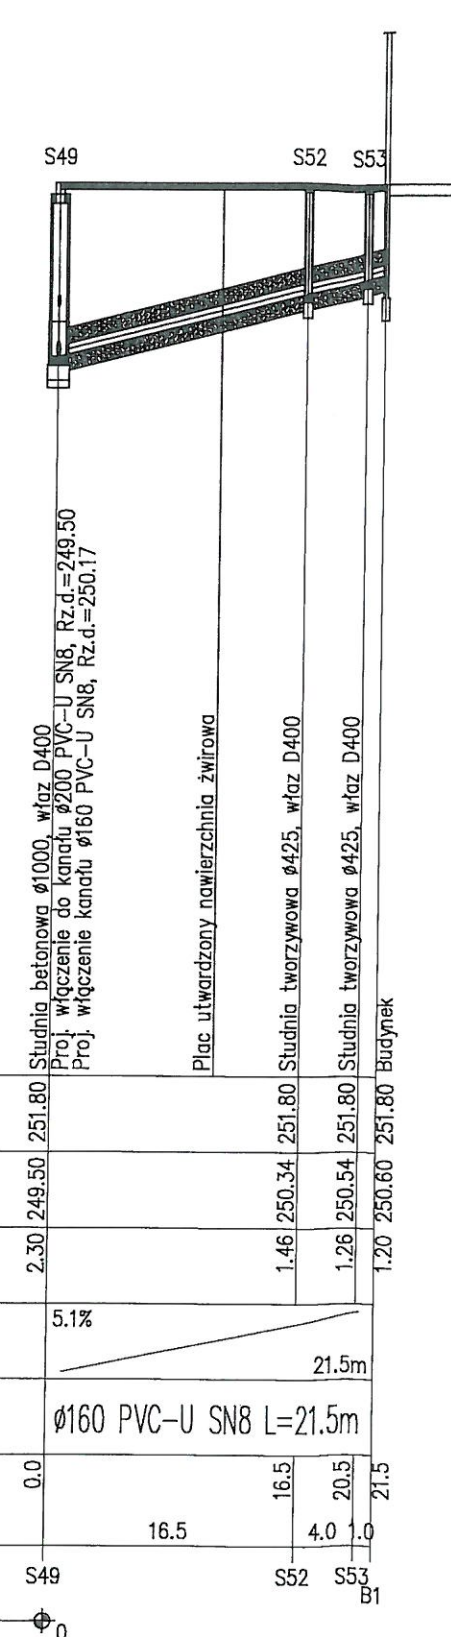 S49 S52 S53
Studnia betonowa ø1000, właz D400
Proj. włączenie do kanału ø200 PVC-U SN8, Rz.d.=249.50
Proj. włączenie kanału ø160 PVC-U SN8, Rz.d.=250.17
Plac utwardzony nawierzchnia żwirowa
Studnia tworzywowa ø425, właz D400
Studnia tworzywowa ø425, właz D400
Budynek
251.80 251.80 251.80 251.80
249.50 250.34 250.54 250.60
2.30 1.46 1.26 1.20
5.1%
21.5m
ø160 PVC-U SN8 L=21.5m
0.0 16.5 20.5 21.5
16.5 4.0 1.0
S49 S52 S53
B1
0